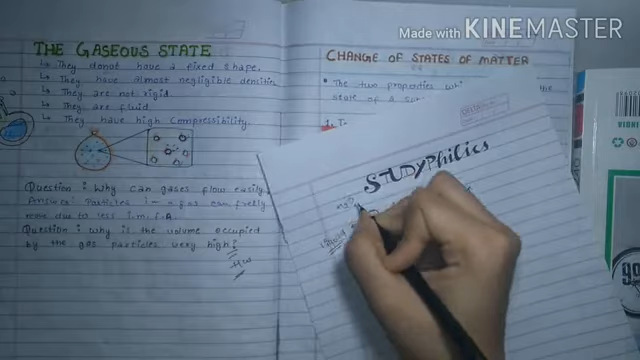 Made with KINEMASTER
THE GASEOUS STATE
↳ They donot have a fixed shape.
↳ They have Almost negligible densities
↳ They are not rigid
↳ They are fluid.
↳ They have high compressibility.
Question: Why can gases flow easily.
Answer: Particles in a gas can freely
move due to less i.m.f.A
Question: why is the volume occupied
by the gas particles very high?
H.W
CHANGE OF STATES OF MATTER
• The two properties the
state of a
STUDYPhilics